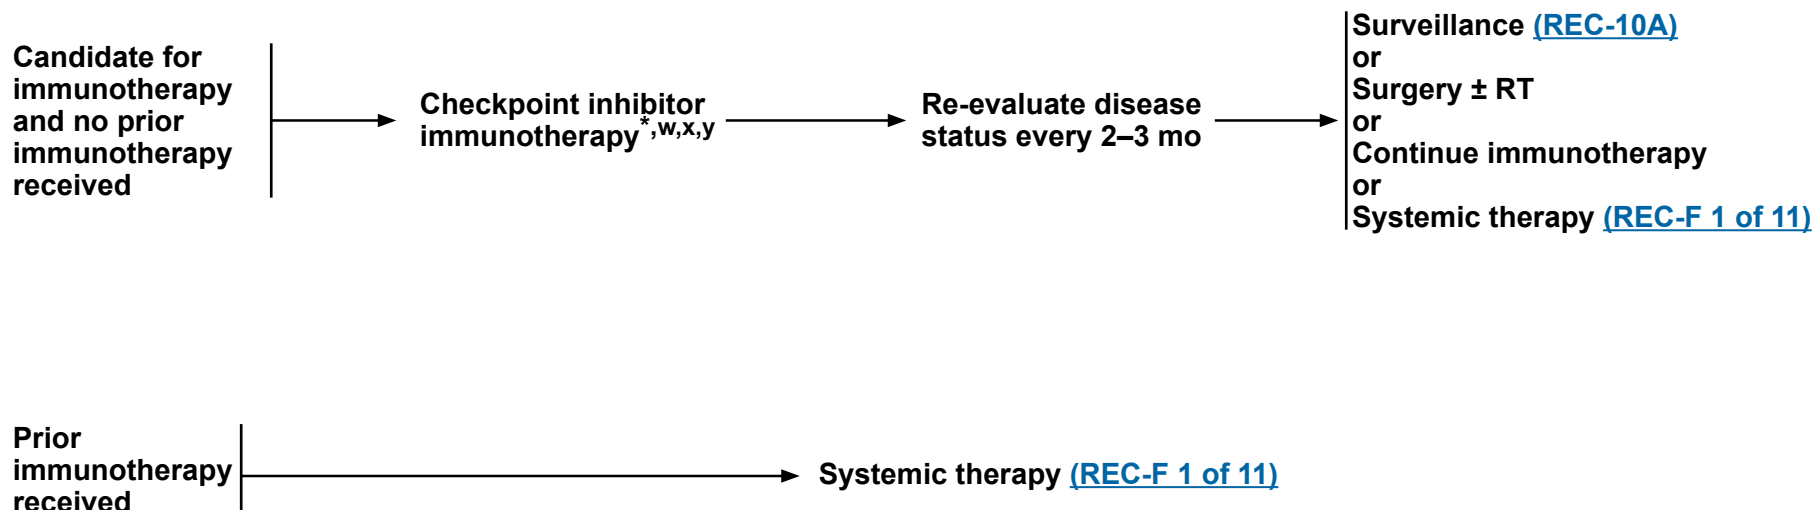 Candidate for
immunotherapy
and no prior
immunotherapy
received
Checkpoint inhibitor
immunotherapy*,w,x,y
Re-evaluate disease
status every 2–3 mo
Surveillance (REC-10A)
or
Surgery ± RT
or
Continue immunotherapy
or
Systemic therapy (REC-F 1 of 11)
Prior
immunotherapy
received
Systemic therapy (REC-F 1 of 11)